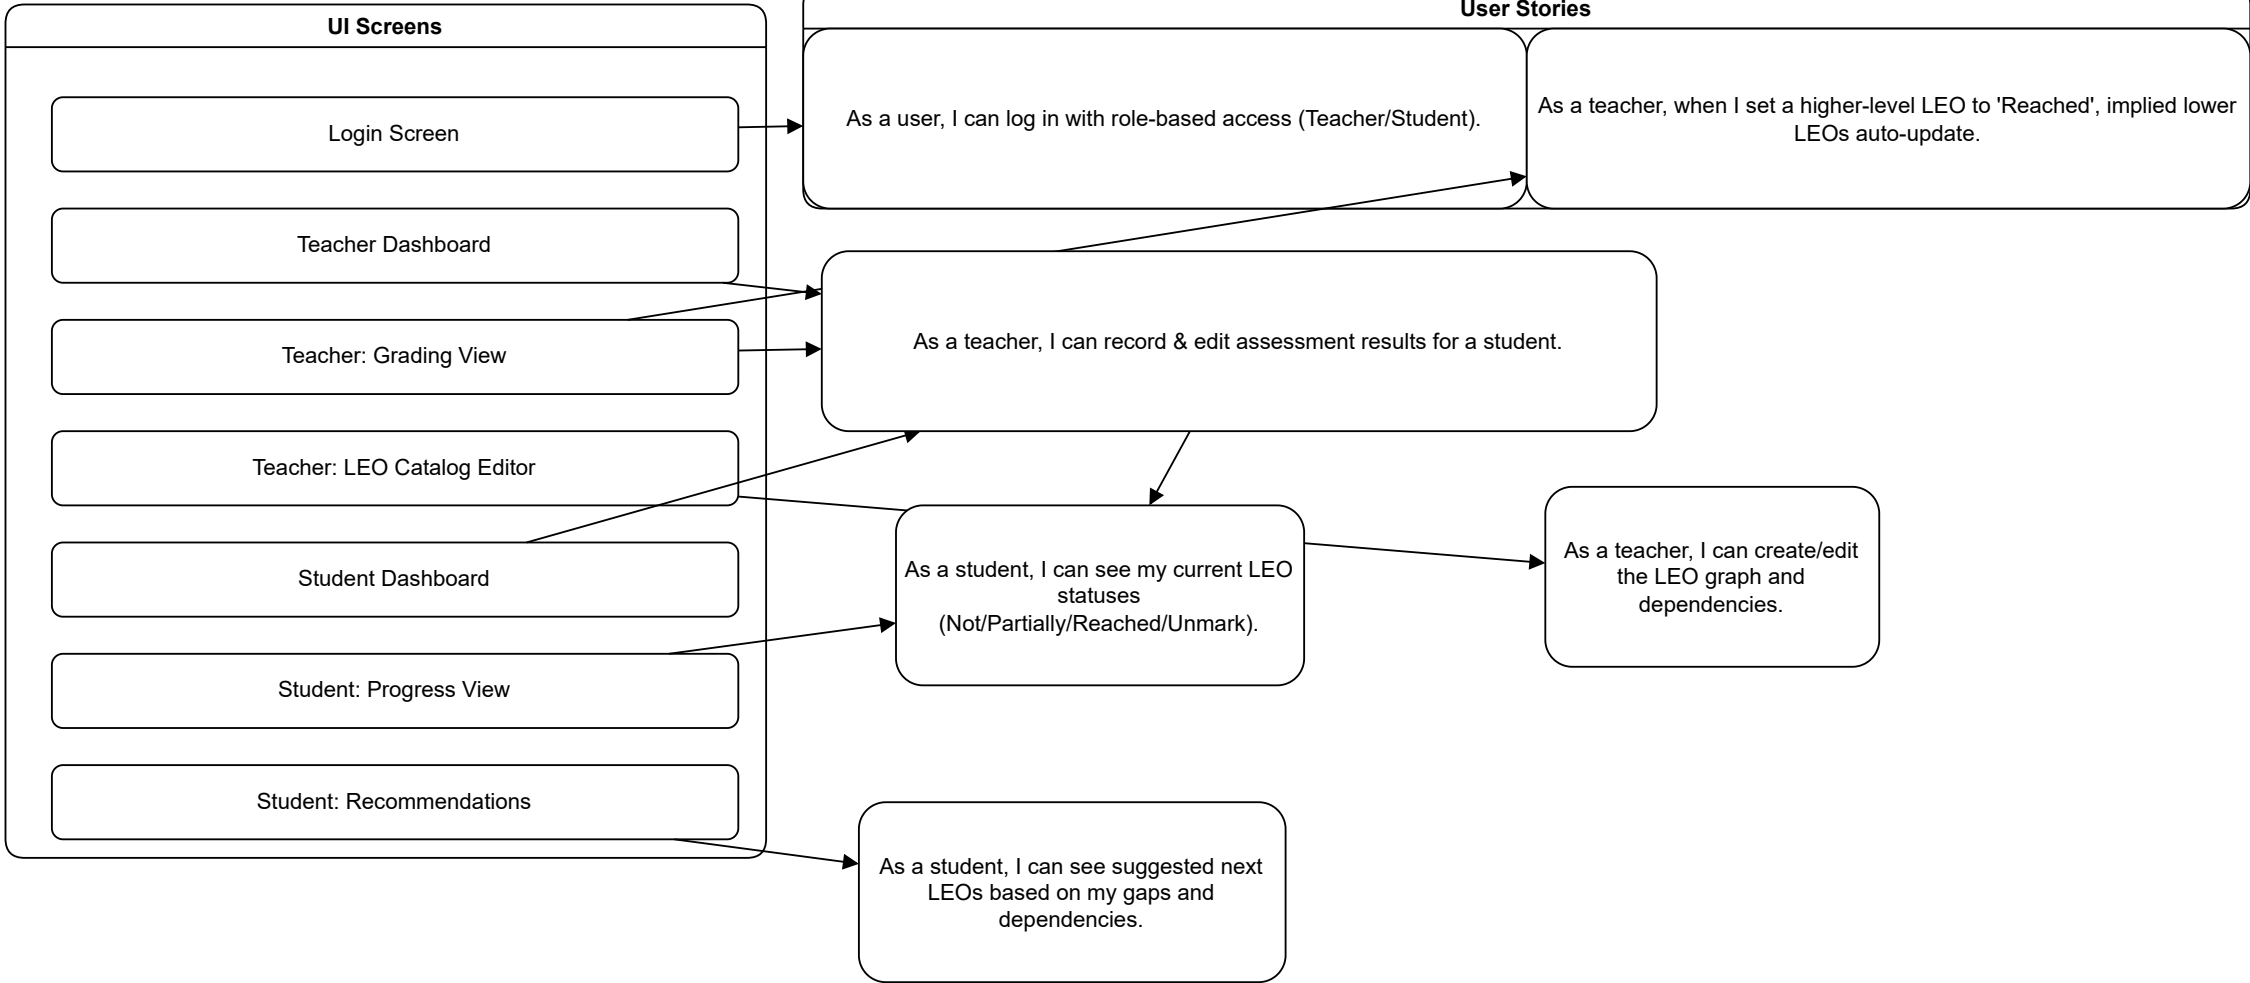 UI Screens
Login Screen
Teacher Dashboard
Teacher: Grading View
Teacher: LEO Catalog Editor
Student Dashboard
Student: Progress View
Student: Recommendations
User Stories
As a user, I can log in with role-based access (Teacher/Student).
As a teacher, when I set a higher-level LEO to 'Reached', implied lower
LEOs auto-update.
As a teacher, I can record & edit assessment results for a student.
As a student, I can see my current LEO
statuses
(Not/Partially/Reached/Unmark).
As a teacher, I can create/edit
the LEO graph and
dependencies.
As a student, I can see suggested next
LEOs based on my gaps and
dependencies.